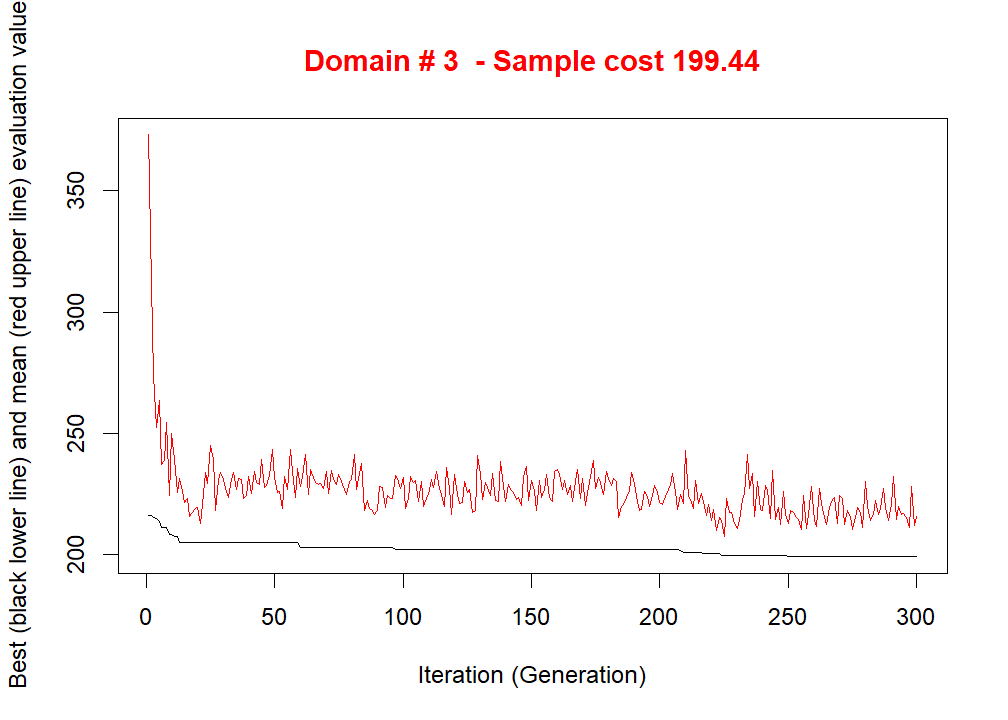 Domain # 3  - Sample cost 199.44
Best (black lower line) and mean (red upper line) evaluation value
350
300
250
200
0 50 100 150 200 250 300
Iteration (Generation)